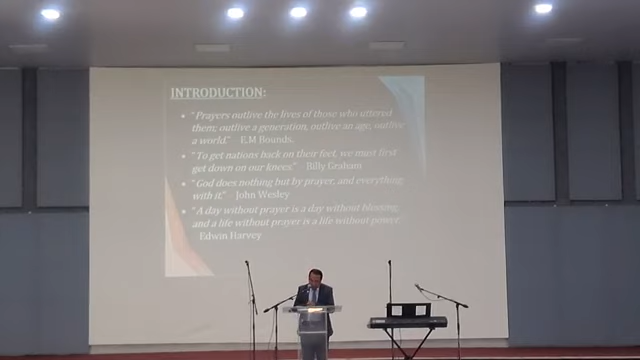 INTRODUCTION:
• "Prayers outlive the lives of those who uttered
them; outlive a generation, outlive an age, outlive
a world." – E.M Bounds.
• "To get nations back on their feet, we must first
get down on our knees." – Billy Graham
• "God does nothing but by prayer, and everything
with it." – John Wesley
• "A day without prayer is a day without blessing,
and a life without prayer is a life without power."
Edwin Harvey